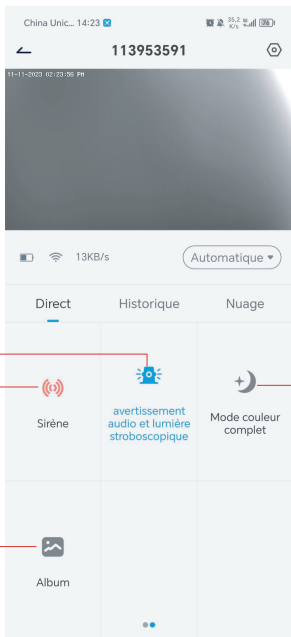 China Unic... 14:23
35,2 K/s
113953591
11-11-2023 02:23:56 PM
13KB/s
Automatique
Direct Historique Nuage
Sirène
avertissement
audio et lumière
stroboscopique
Mode couleur
complet
Album